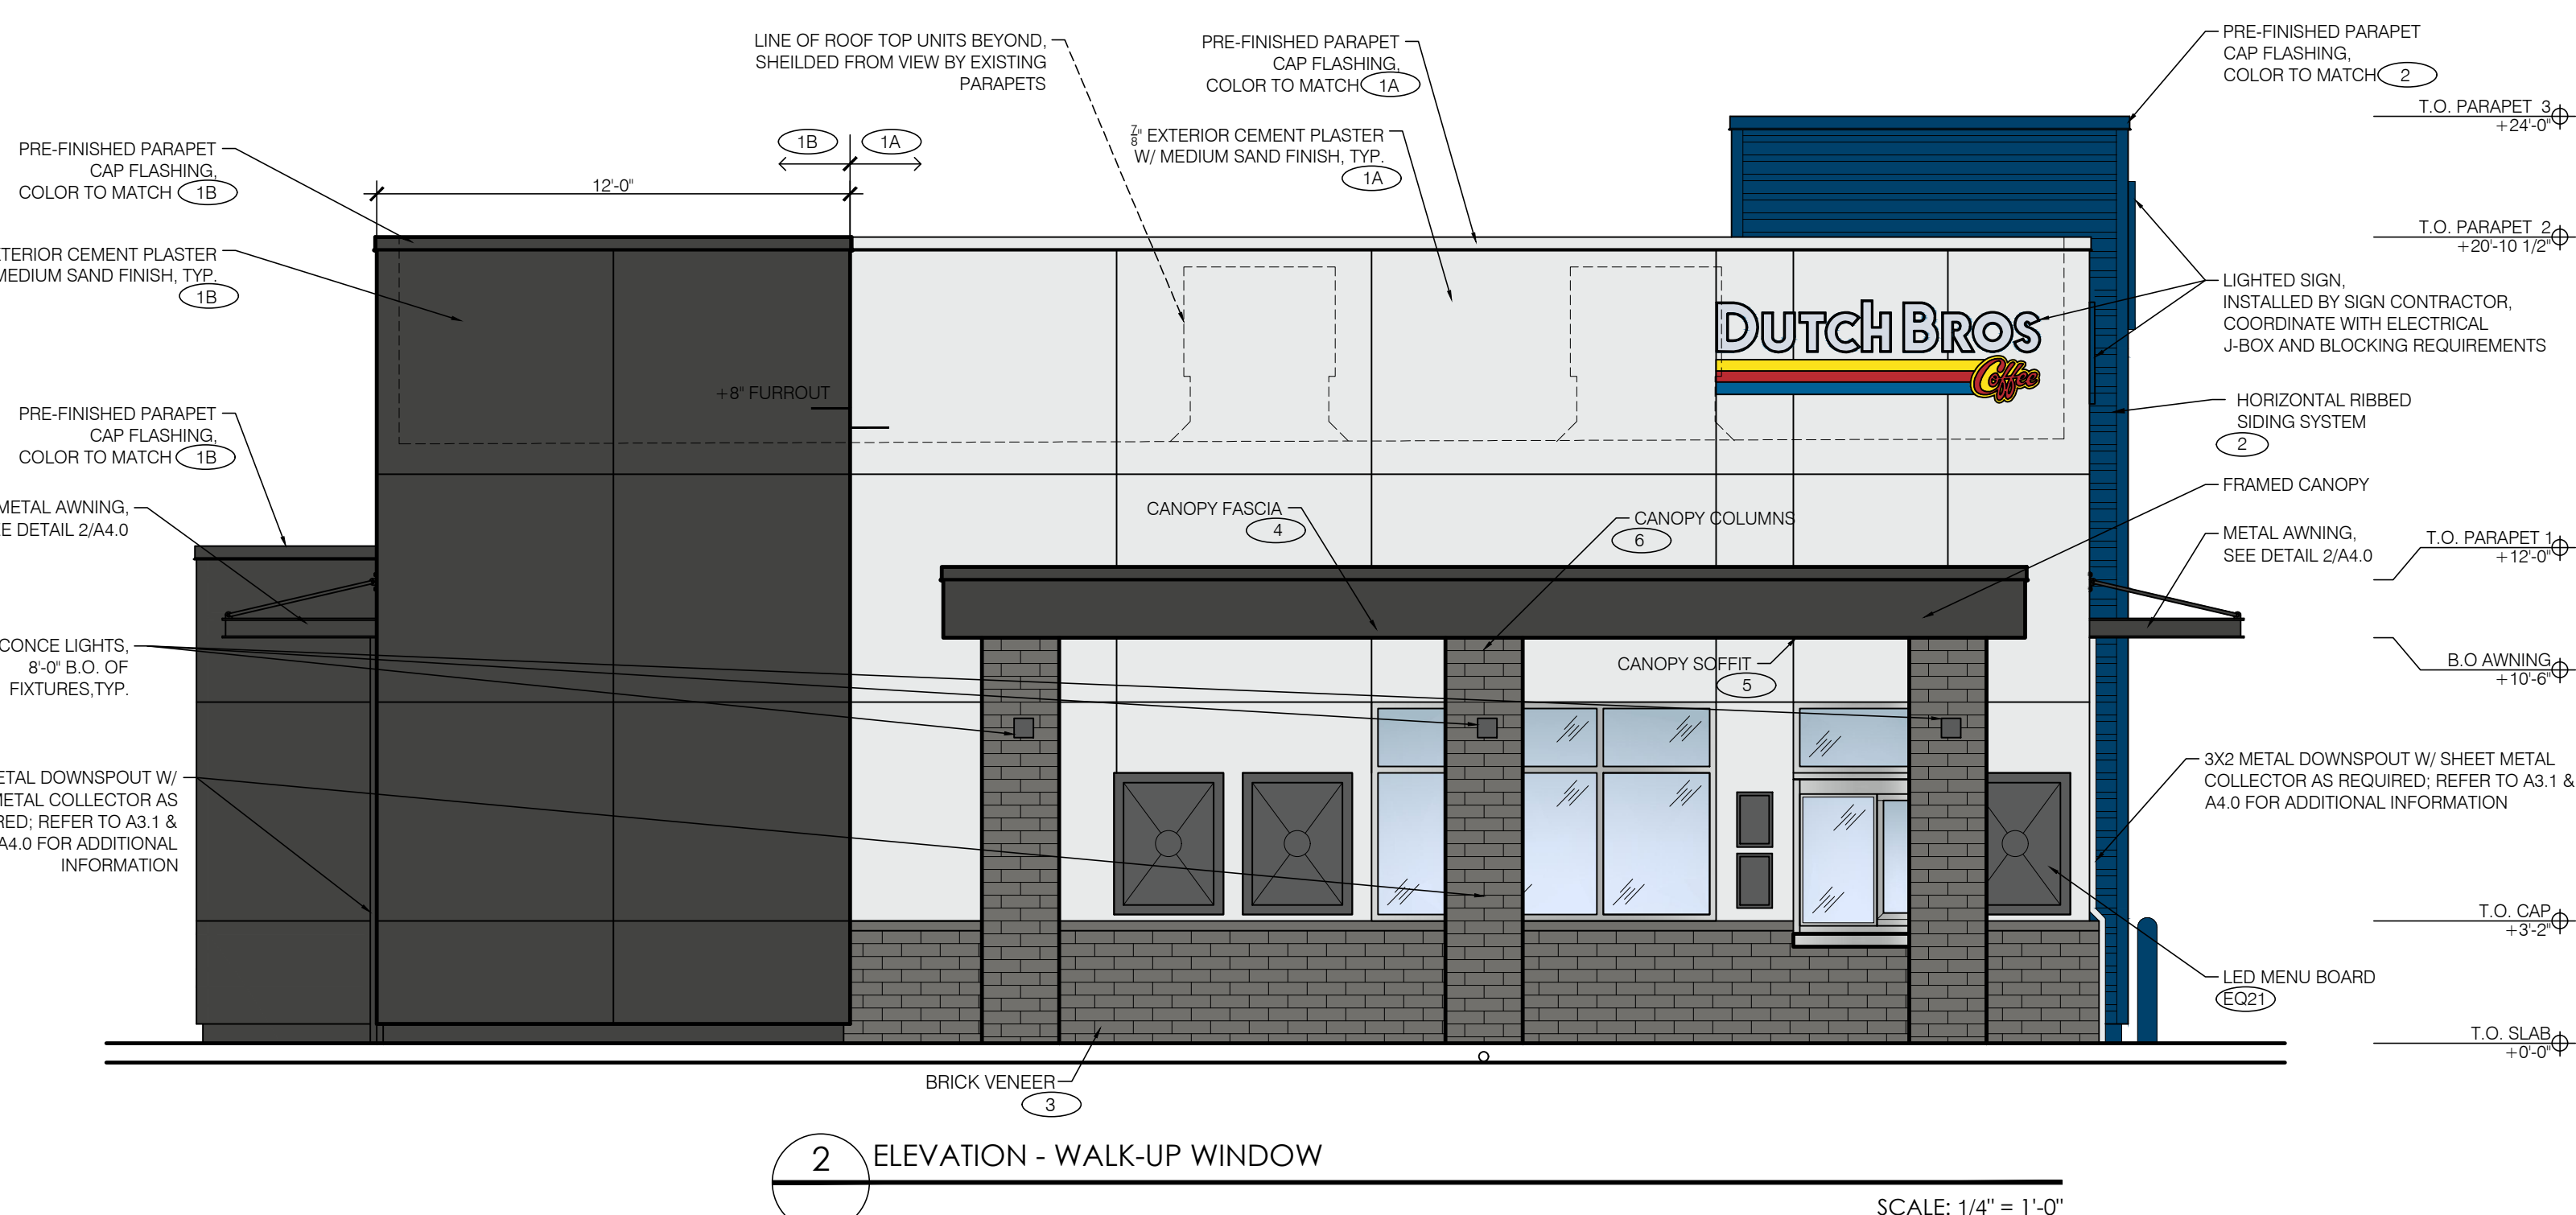 LINE OF ROOF TOP UNITS BEYOND,
SHEILDED FROM VIEW BY EXISTING
PARAPETS
PRE-FINISHED PARAPET
CAP FLASHING,
COLOR TO MATCH 1A
7/8" EXTERIOR CEMENT PLASTER
W/ MEDIUM SAND FINISH, TYP.
1A
PRE-FINISHED PARAPET
CAP FLASHING,
COLOR TO MATCH 2
T.O. PARAPET 3
+24'-0"
1B 1A
12'-0"
PRE-FINISHED PARAPET
CAP FLASHING,
COLOR TO MATCH 1B
TERIOR CEMENT PLASTER
MEDIUM SAND FINISH, TYP.
1B
T.O. PARAPET 2
+20'-10 1/2"
LIGHTED SIGN,
INSTALLED BY SIGN CONTRACTOR,
COORDINATE WITH ELECTRICAL
J-BOX AND BLOCKING REQUIREMENTS
DUTCH BROS
Coffee
+8" FURROUT
HORIZONTAL RIBBED
SIDING SYSTEM
2
PRE-FINISHED PARAPET
CAP FLASHING,
COLOR TO MATCH 1B
METAL AWNING,
EE DETAIL 2/A4.0
CANOPY FASCIA
4
CANOPY COLUMNS
6
FRAMED CANOPY
METAL AWNING,
SEE DETAIL 2/A4.0
T.O. PARAPET 1
+12'-0"
CONCE LIGHTS,
8'-0" B.O. OF
FIXTURES,TYP.
CANOPY SOFFIT
5
B.O AWNING
+10'-6"
ETAL DOWNSPOUT W/
METAL COLLECTOR AS
RED; REFER TO A3.1 &
A4.0 FOR ADDITIONAL
INFORMATION
3X2 METAL DOWNSPOUT W/ SHEET METAL
COLLECTOR AS REQUIRED; REFER TO A3.1 &
A4.0 FOR ADDITIONAL INFORMATION
T.O. CAP
+3'-2"
LED MENU BOARD
EQ21
T.O. SLAB
+0'-0"
BRICK VENEER
3
2 ELEVATION - WALK-UP WINDOW
SCALE: 1/4" = 1'-0"